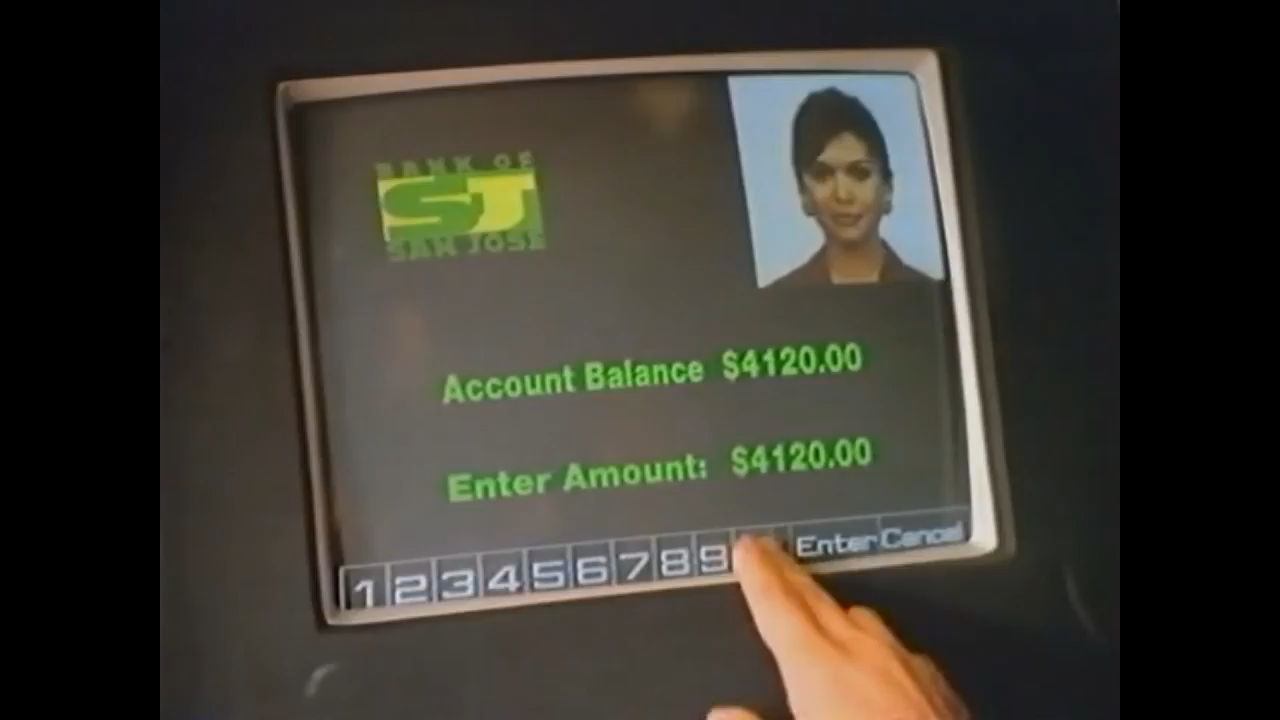 BANK OF
SJ
SAN JOSE
Account Balance $4120.00
Enter Amount: $4120.00
1 2 3 4 5 6 7 8 9 Enter Cancel